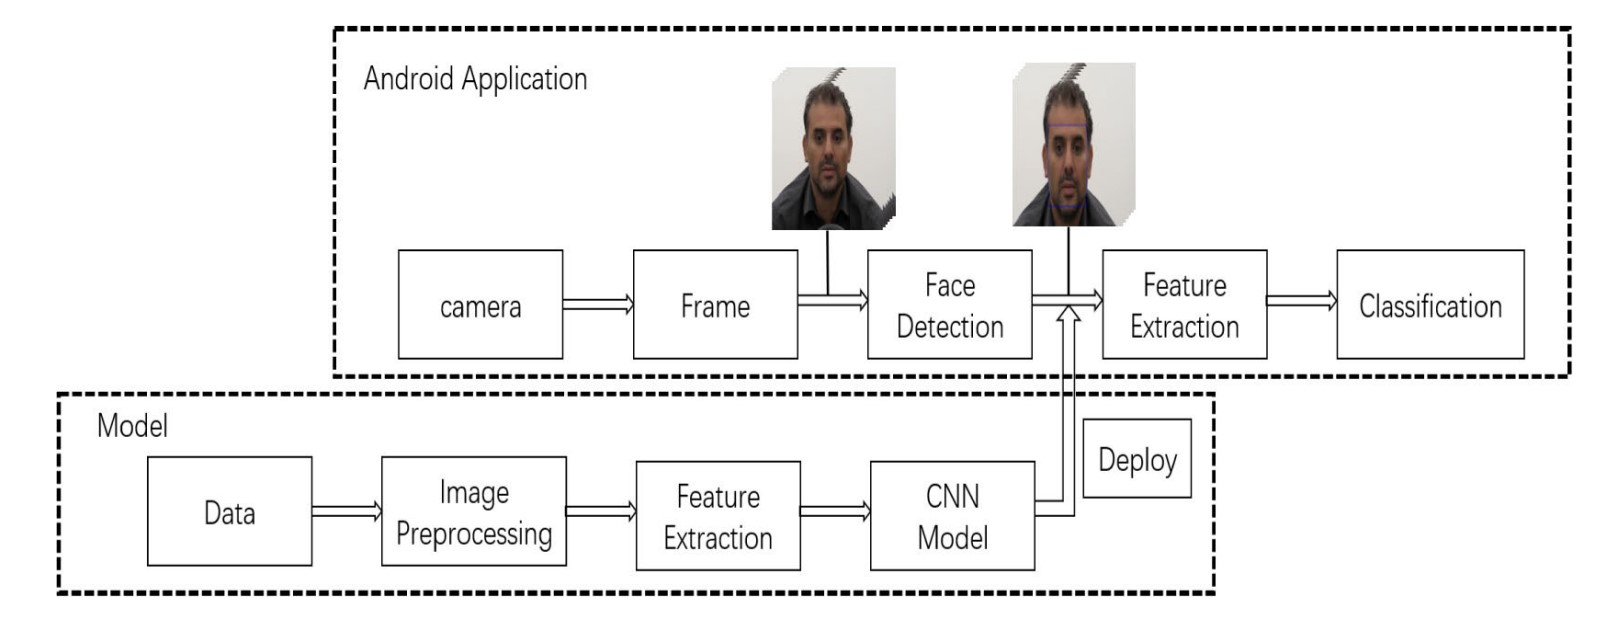 Android Application
camera
Frame
Face
Detection
Feature
Extraction
Classification
Model
Data
Image
Preprocessing
Feature
Extraction
CNN
Model
Deploy